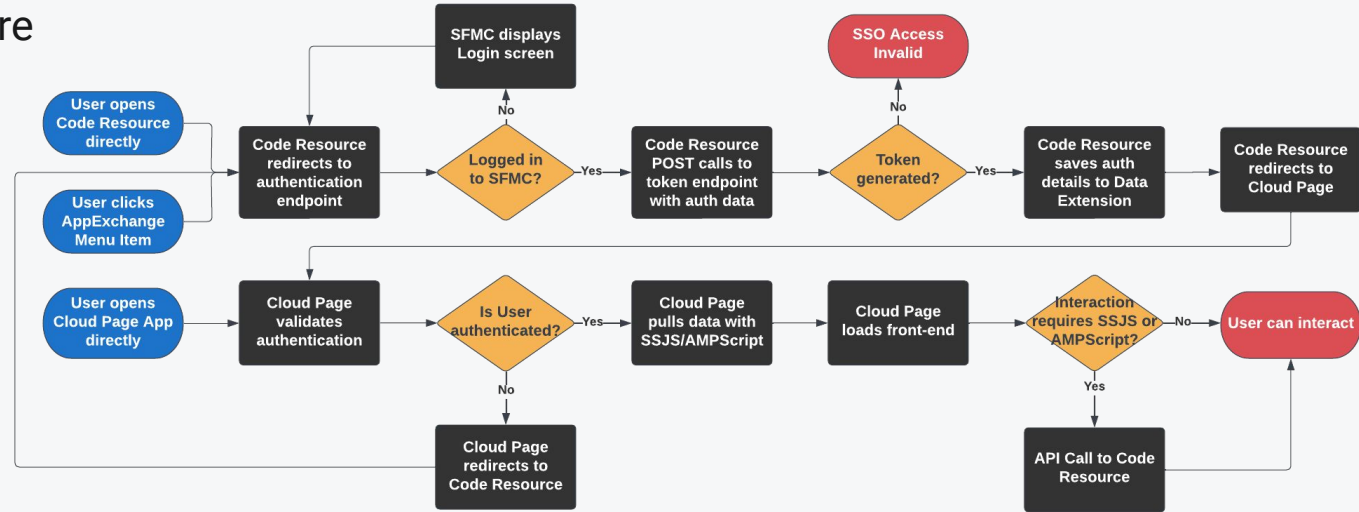 re
SFMC displays
Login screen
SSO Access
Invalid
User opens
Code Resource
directly
No
No
Code Resource
redirects to
authentication
endpoint
Logged in
to SFMC?
Yes
Code Resource
POST calls to
token endpoint
with auth data
Token
generated?
Yes
Code Resource
saves auth
details to Data
Extension
Code Resource
redirects to
Cloud Page
User clicks
AppExchange
Menu Item
User opens
Cloud Page App
directly
Cloud Page
validates
authentication
Is User
authenticated?
Yes
Cloud Page
pulls data with
SSJS/AMPScript
Cloud Page
loads front-end
Interaction
requires SSJS or
AMPScript?
No
User can interact
No
Yes
Cloud Page
redirects to
Code Resource
API Call to Code
Resource